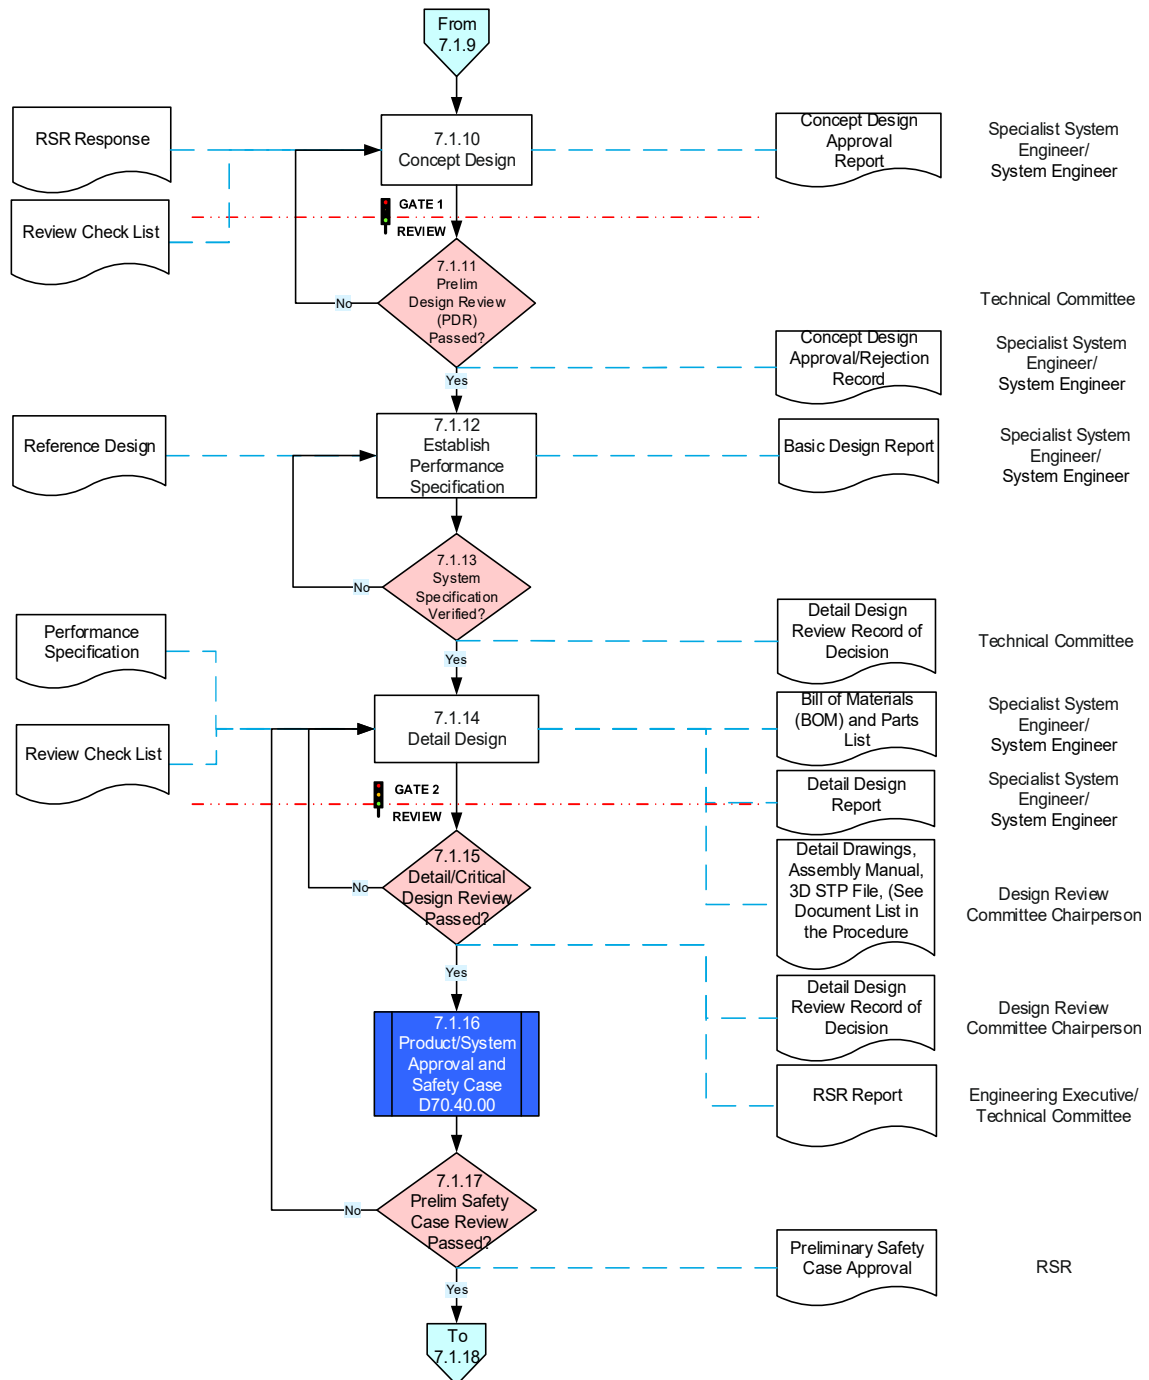 From
7.1.9
RSR Response
7.1.10
Concept Design
Concept Design
Approval
Report
Specialist System
Engineer/
System Engineer
Review Check List
GATE 1
REVIEW
7.1.11
Prelim
Design Review
(PDR)
Passed?
No
Technical Committee
Yes
Concept Design
Approval/Rejection
Record
Specialist System
Engineer/
System Engineer
Reference Design
7.1.12
Establish
Performance
Specification
Basic Design Report
Specialist System
Engineer/
System Engineer
7.1.13
System
Specification
Verified?
No
Yes
Detail Design
Review Record of
Decision
Technical Committee
Performance
Specification
7.1.14
Detail Design
Bill of Materials
(BOM) and Parts
List
Specialist System
Engineer/
System Engineer
Review Check List
GATE 2
REVIEW
Detail Design
Report
Specialist System
Engineer/
System Engineer
7.1.15
Detail/Critical
Design Review
Passed?
No
Detail Drawings,
Assembly Manual,
3D STP File, (See
Document List in
the Procedure
Design Review
Committee Chairperson
Yes
Detail Design
Review Record of
Decision
Design Review
Committee Chairperson
7.1.16
Product/System
Approval and
Safety Case
D70.40.00
RSR Report
Engineering Executive/
Technical Committee
7.1.17
Prelim Safety
Case Review
Passed?
No
Yes
Preliminary Safety
Case Approval
RSR
To
7.1.18